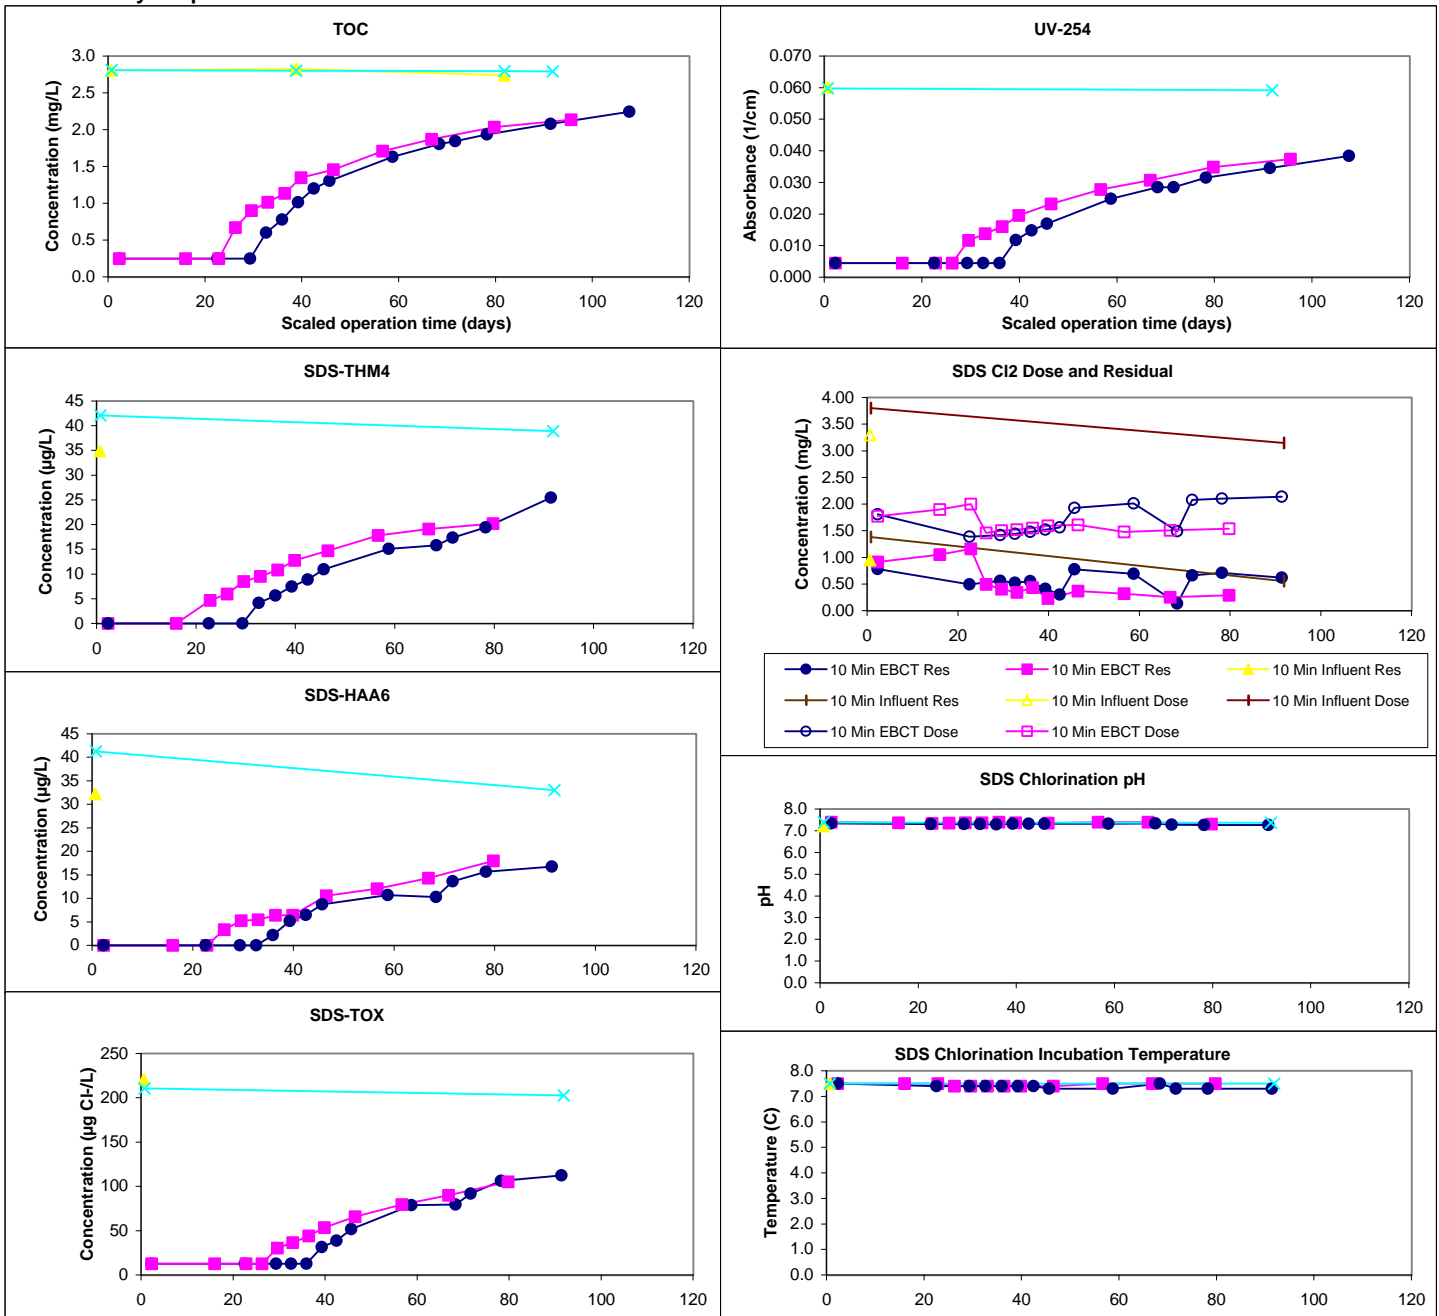 TOC
Concentration (mg/L)
3.0
2.5
2.0
1.5
1.0
0.5
0.0
0 20 40 60 80 100 120
Scaled operation time (days)
UV-254
Absorbance (1/cm)
0.070
0.060
0.050
0.040
0.030
0.020
0.010
0.000
0 20 40 60 80 100 120
Scaled operation time (days)
SDS-THM4
Concentration (µg/L)
45
40
35
30
25
20
15
10
5
0
0 20 40 60 80 100 120
SDS Cl2 Dose and Residual
Concentration (mg/L)
4.00
3.50
3.00
2.50
2.00
1.50
1.00
0.50
0.00
0 20 40 60 80 100 120
10 Min EBCT Res 10 Min EBCT Res 10 Min Influent Res
10 Min Influent Res 10 Min Influent Dose 10 Min Influent Dose
10 Min EBCT Dose 10 Min EBCT Dose
SDS-HAA6
Concentration (µg/L)
45
40
35
30
25
20
15
10
5
0
0 20 40 60 80 100 120
SDS Chlorination pH
pH
8.0
7.0
6.0
5.0
4.0
3.0
2.0
1.0
0.0
0 20 40 60 80 100 120
SDS-TOX
Concentration (µg Cl-/L)
250
200
150
100
50
0
0 20 40 60 80 100 120
SDS Chlorination Incubation Temperature
Temperature (C)
8.0
7.0
6.0
5.0
4.0
3.0
2.0
1.0
0.0
0 20 40 60 80 100 120